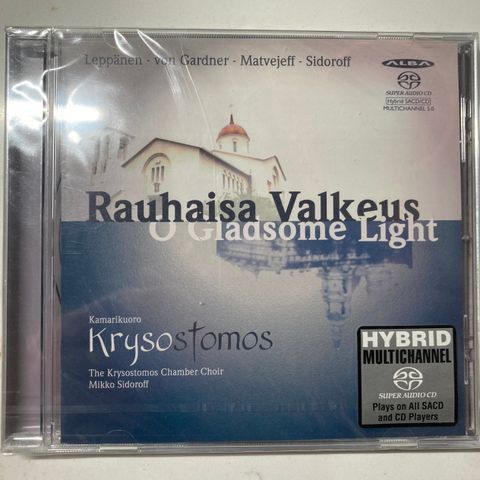 Leppänen · von Gardner · Matvejeff · Sidoroff
ALBA
SUPER AUDIO CD
Hybrid SACD/CD
MULTICHANNEL 5.0
Rauhaisa Valkeus
O Gladsome Light
Kamarikuoro
Krysostomos
The Krysostomos Chamber Choir
Mikko Sidoroff
HYBRID
MULTICHANNEL
SUPER AUDIO CD
Plays on All SACD
and CD Players